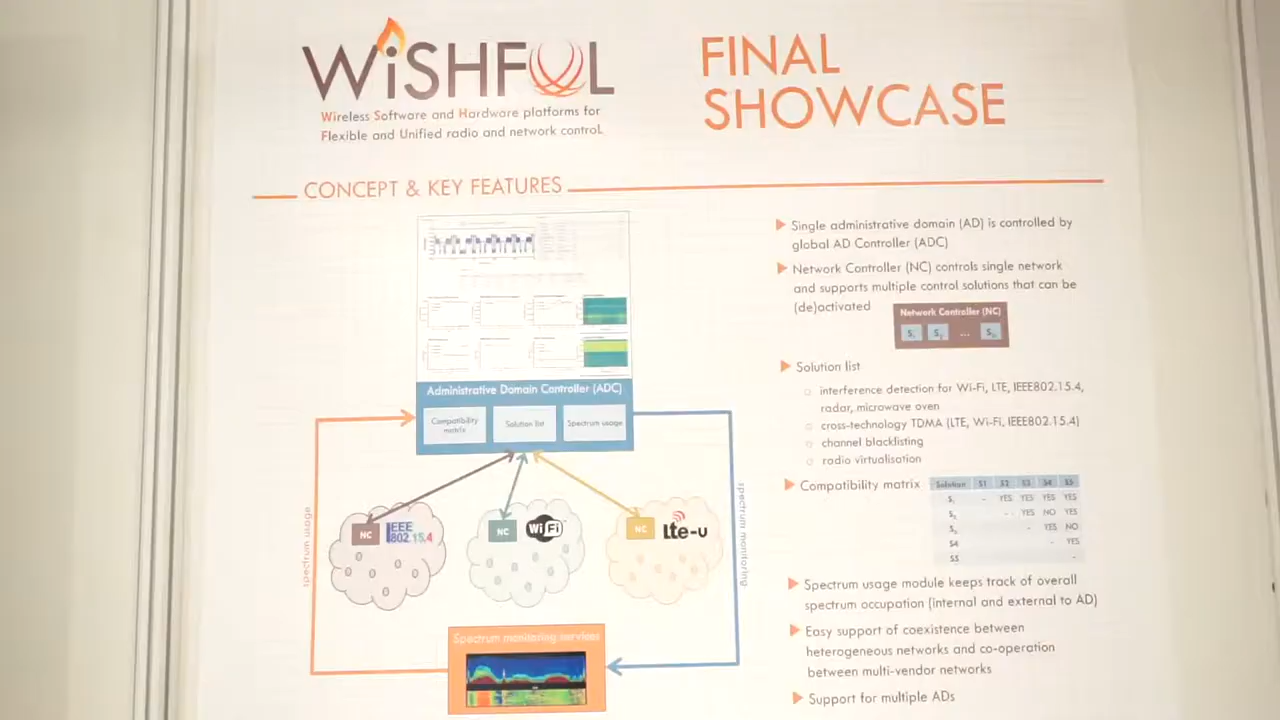 WiSHFUL
Wireless Software and Hardware platforms for
Flexible and Unified radio and network controL
FINAL
SHOWCASE
CONCEPT & KEY FEATURES
Administrative Domain Controller (ADC)
Compatibility
matrix
Solution list
Spectrum usage
spectrum usage
spectrum monitoring
NC
IEEE
802.15.4
NC
WiFi
NC
lte-u
Spectrum monitoring services
Single administrative domain (AD) is controlled by
global AD Controller (ADC)
Network Controller (NC) controls single network
and supports multiple control solutions that can be
(de)activated
Network Controller (NC)
...
Solution list
interference detection for Wi-Fi, LTE, IEEE802.15.4,
radar, microwave oven
cross-technology TDMA (LTE, Wi-Fi, IEEE802.15.4)
channel blacklisting
radio virtualisation
Compatibility matrix
Solution S1 S2 S3 S4 S5
- YES YES YES YES
- YES NO YES
- YES NO
S4 - YES
S5 -
Spectrum usage module keeps track of overall
spectrum occupation (internal and external to AD)
Easy support of coexistence between
heterogeneous networks and co-operation
between multi-vendor networks
Support for multiple ADs